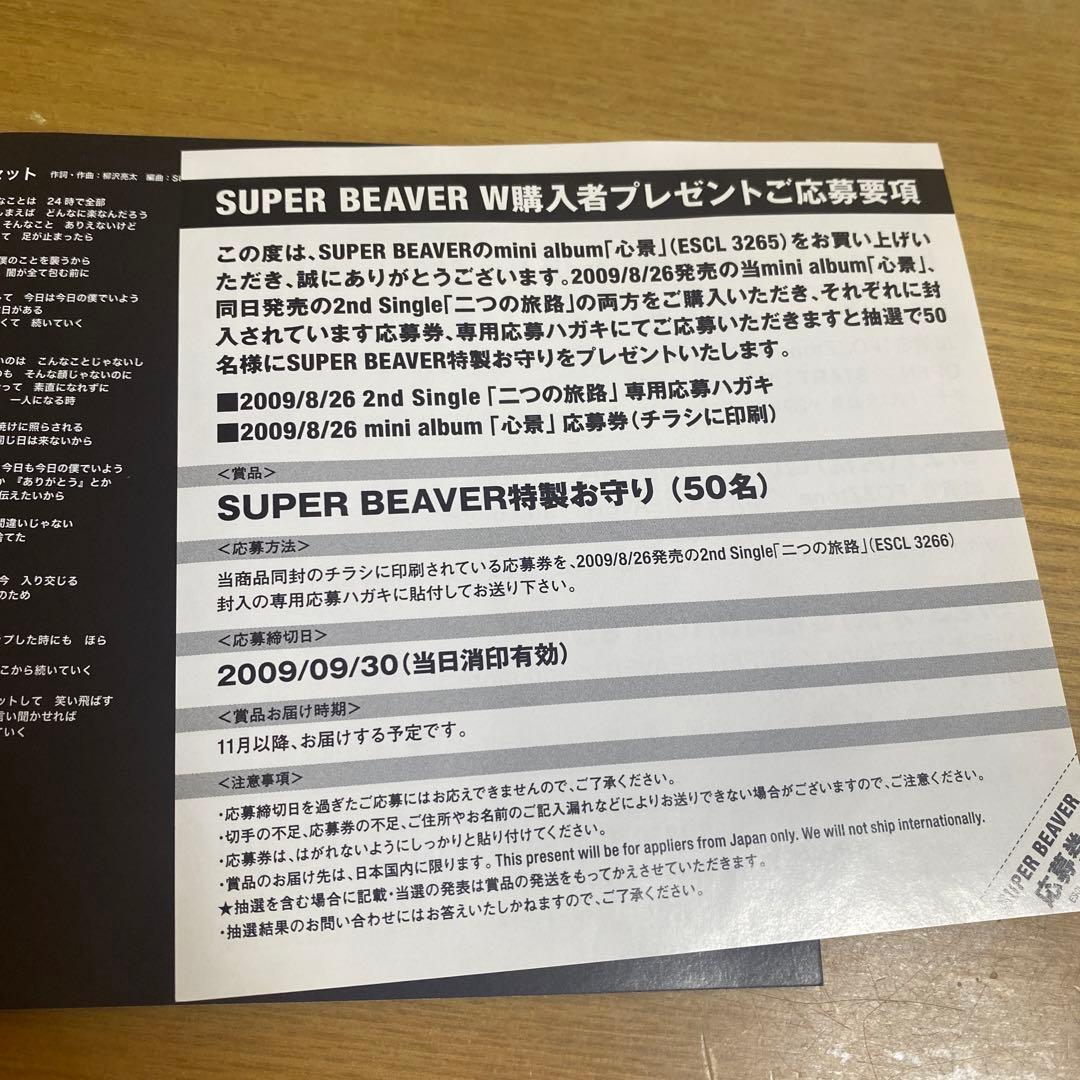 セット 作詞・作曲：柳沢亮太 編曲：SU
なことは 24時で全部
しまえば どんなに楽なんだろう
そんなこと ありえないけど
て 足が止まったら
僕のことを襲うから
闇が全て包む前に
して 今日は今日の僕でいよう
日がある
くて 続いていく
いのは こんなことじゃないし
のも そんな顔じゃないのに
なって 素直になれずに
一人になる時
焼けに照らされる
同じ日は来ないから
今日も今日の僕でいよう
か 『ありがとう』とか
伝えたいから
間違いじゃない
捨てた
今 入り交じる
のため
プした時にも ほら
こから続いていく
ットして 笑い飛ばす
言い聞かせれば
ていく
SUPER BEAVER W購入者プレゼントご応募要項
この度は、SUPER BEAVERのmini album「心景」（ESCL 3265）をお買い上げい
ただき、誠にありがとうございます。2009/8/26発売の当mini album「心景」、
同日発売の2nd Single「二つの旅路」の両方をご購入いただき、それぞれに封
入されています応募券、専用応募ハガキにてご応募いただきますと抽選で50
名様にSUPER BEAVER特製お守りをプレゼントいたします。
■2009/8/26 2nd Single「二つの旅路」専用応募ハガキ
■2009/8/26 mini album「心景」応募券（チラシに印刷）
＜賞品＞
SUPER BEAVER特製お守り（50名）
＜応募方法＞
当商品同封のチラシに印刷されている応募券を、2009/8/26発売の2nd Single「二つの旅路」（ESCL 3266）
封入の専用応募ハガキに貼付してお送り下さい。
＜応募締切日＞
2009/09/30（当日消印有効）
＜賞品お届け時期＞
11月以降、お届けする予定です。
＜注意事項＞
・応募締切日を過ぎたご応募にはお応えできませんので、ご了承ください。
・切手の不足、応募券の不足、ご住所やお名前のご記入漏れなどによりお送りできない場合がございますので、ご注意ください。
・応募券は、はがれないようにしっかりと貼り付けてください。
・賞品のお届け先は、日本国内に限ります。This present will be for appliers from Japan only. We will not ship internationally.
★抽選を含む場合に記載・当選の発表は賞品の発送をもってかえさせていただきます。
・抽選結果のお問い合わせにはお答えいたしかねますので、ご了承ください。
SUPER BEAVER
応募券